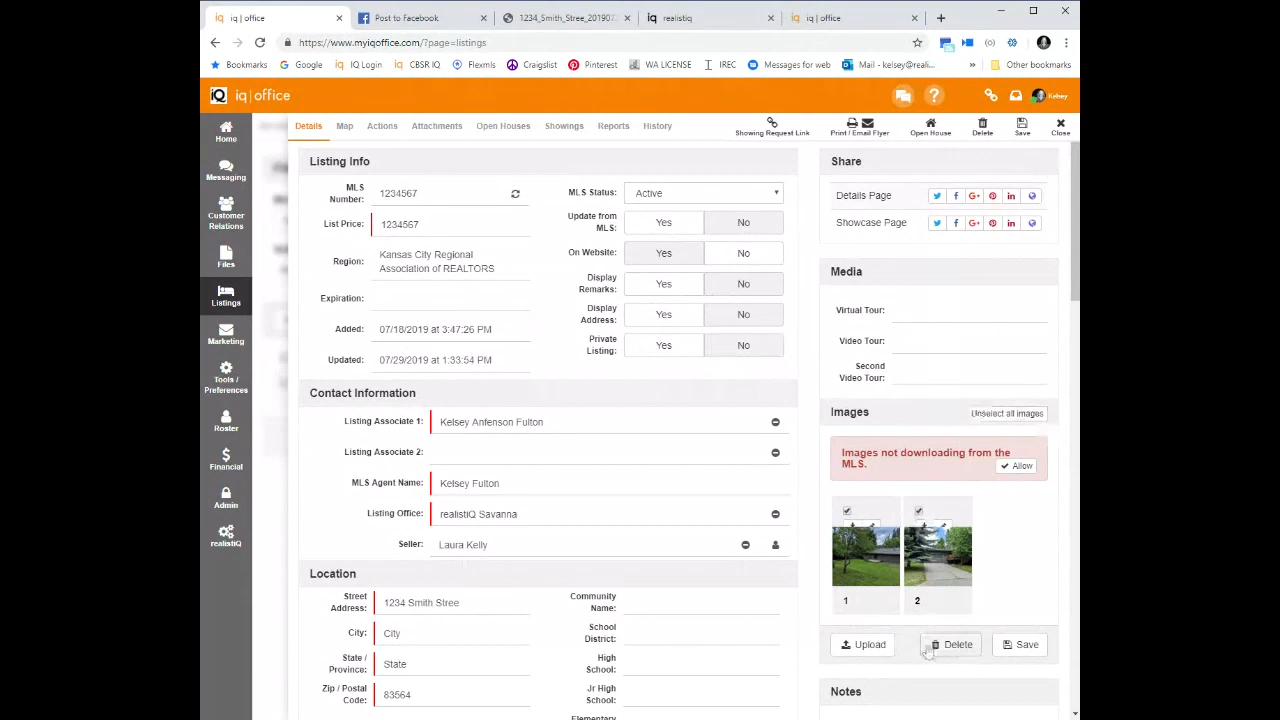 iq | office
Post to Facebook
1234_Smith_Stree_201907
realistiq
iq | office
https://www.myiqoffice.com/?page=listings
Bookmarks
Google
IQ Login
CBSR IQ
Flexmls
Craigslist
Pinterest
WA LICENSE
IREC
Messages for web
Mail - kelsey@reali...
»
Other bookmarks
iQ iq | office
? Kelsey
Home
Messaging
Customer
Relations
Files
Listings
Marketing
Tools /
Preferences
Roster
Financial
Admin
realistiQ
Details
Map
Actions
Attachments
Open Houses
Showings
Reports
History
Showing Request Link
Print / Email Flyer
Open House
Delete
Save
Close
Listing Info
MLS
Number:
1234567
List Price:
1234567
Region:
Kansas City Regional
Association of REALTORS
Expiration:
Added:
07/18/2019 at 3:47:26 PM
Updated:
07/29/2019 at 1:33:54 PM
MLS Status:
Active
Update from
MLS:
Yes
No
On Website:
Yes
No
Display
Remarks:
Yes
No
Display
Address:
Yes
No
Private
Listing:
Yes
No
Contact Information
Listing Associate 1:
Kelsey Anfenson Fulton
Listing Associate 2:
MLS Agent Name:
Kelsey Fulton
Listing Office:
realistiQ Savanna
Seller:
Laura Kelly
Location
Street
Address:
1234 Smith Stree
City:
City
State /
Province:
State
Zip / Postal
Code:
83564
Community
Name:
School
District:
High
School:
Jr High
School:
Elementary
Share
Details Page
Showcase Page
Media
Virtual Tour:
Video Tour:
Second
Video Tour:
Images
Unselect all images
Images not downloading from the
MLS.
Allow
1
2
Upload
Delete
Save
Notes